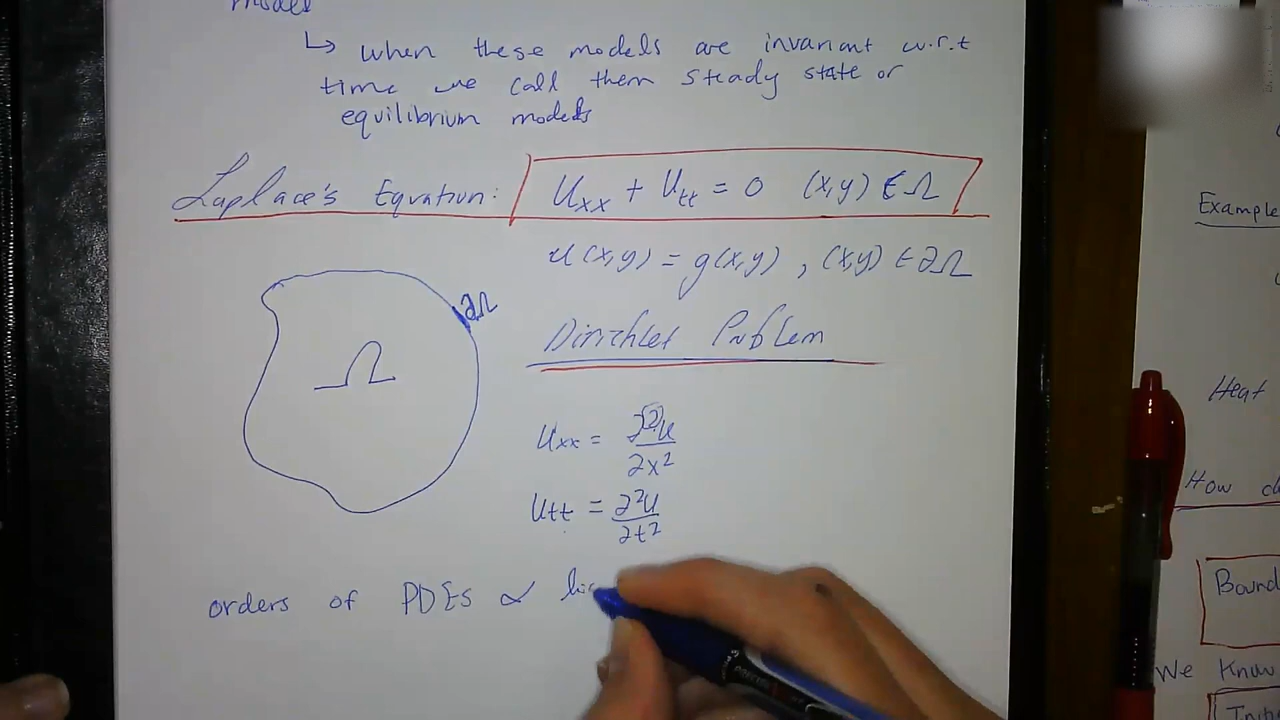 model
↳ when these models are invariant w.r.t
time we call them steady state or
equilibrium models
Laplace's Equation: Uxx + Utt = 0 (x,y) ∈ Ω
u(x,y) = g(x,y), (x,y) ∈ ∂Ω
∂Ω
Dirichlet Problem
Ω
Uxx = ∂²u/∂x²
Utt = ∂²u/∂t²
orders of PDEs ∝
Example
Heat
How
Bound
We Know